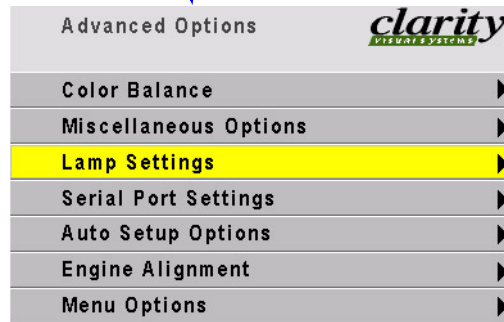 Advanced Options
clarity
VISUAL SYSTEMS
Color Balance
Miscellaneous Options
Lamp Settings
Serial Port Settings
Auto Setup Options
Engine Alignment
Menu Options